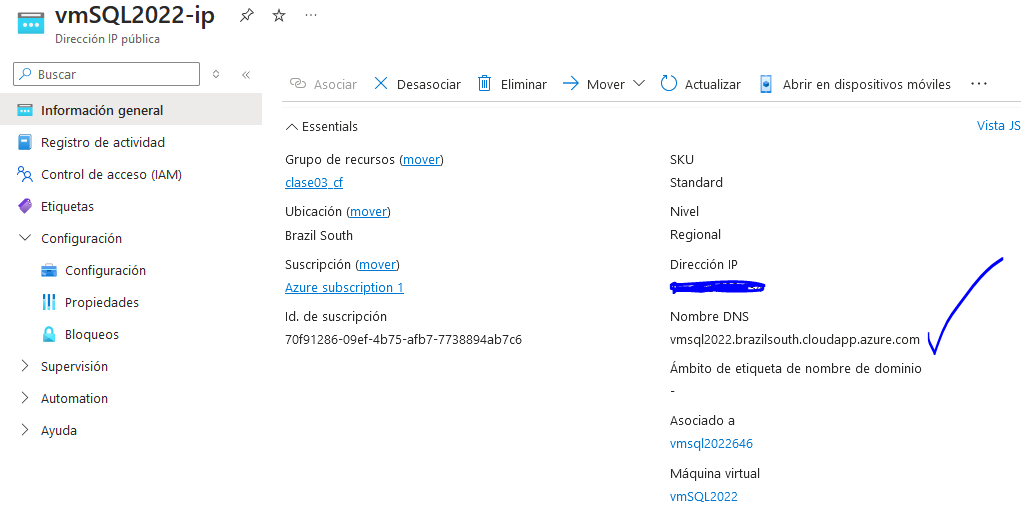 vmSQL2022-ip
Dirección IP pública
Buscar
Información general
Registro de actividad
Control de acceso (IAM)
Etiquetas
Configuración
Configuración
Propiedades
Bloqueos
Supervisión
Automation
Ayuda
Asociar Desasociar Eliminar Mover Actualizar Abrir en dispositivos móviles
Essentials
Vista JS
Grupo de recursos (mover)
clase03_cf
Ubicación (mover)
Brazil South
Suscripción (mover)
Azure subscription 1
Id. de suscripción
70f91286-09ef-4b75-afb7-7738894ab7c6
SKU
Standard
Nivel
Regional
Dirección IP
Nombre DNS
vmsql2022.brazilsouth.cloudapp.azure.com
Ámbito de etiqueta de nombre de dominio
-
Asociado a
vmsql2022646
Máquina virtual
vmSQL2022